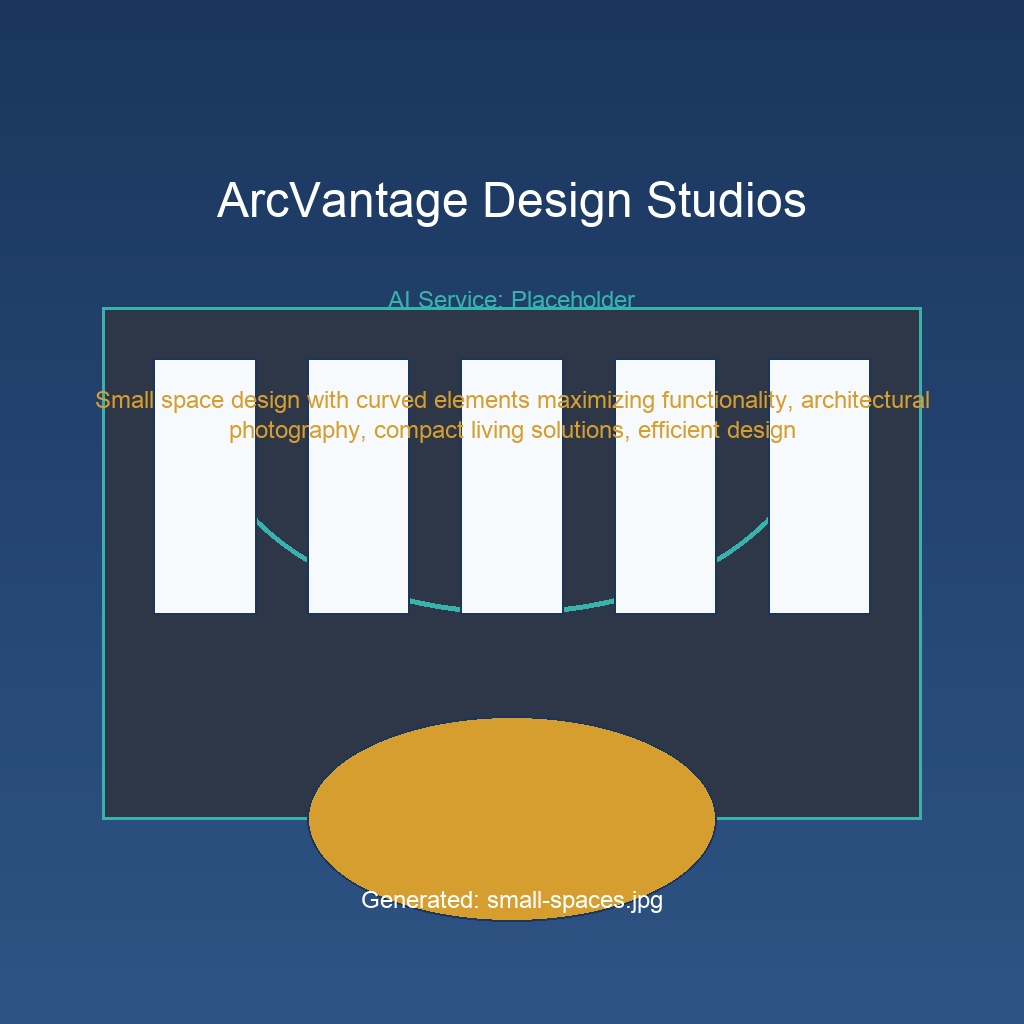 ArcVantage Design Studios
AI Service: Placeholder
Small space design with curved elements maximizing functionality, architectural
photography, compact living solutions, efficient design
Generated: small-spaces.jpg